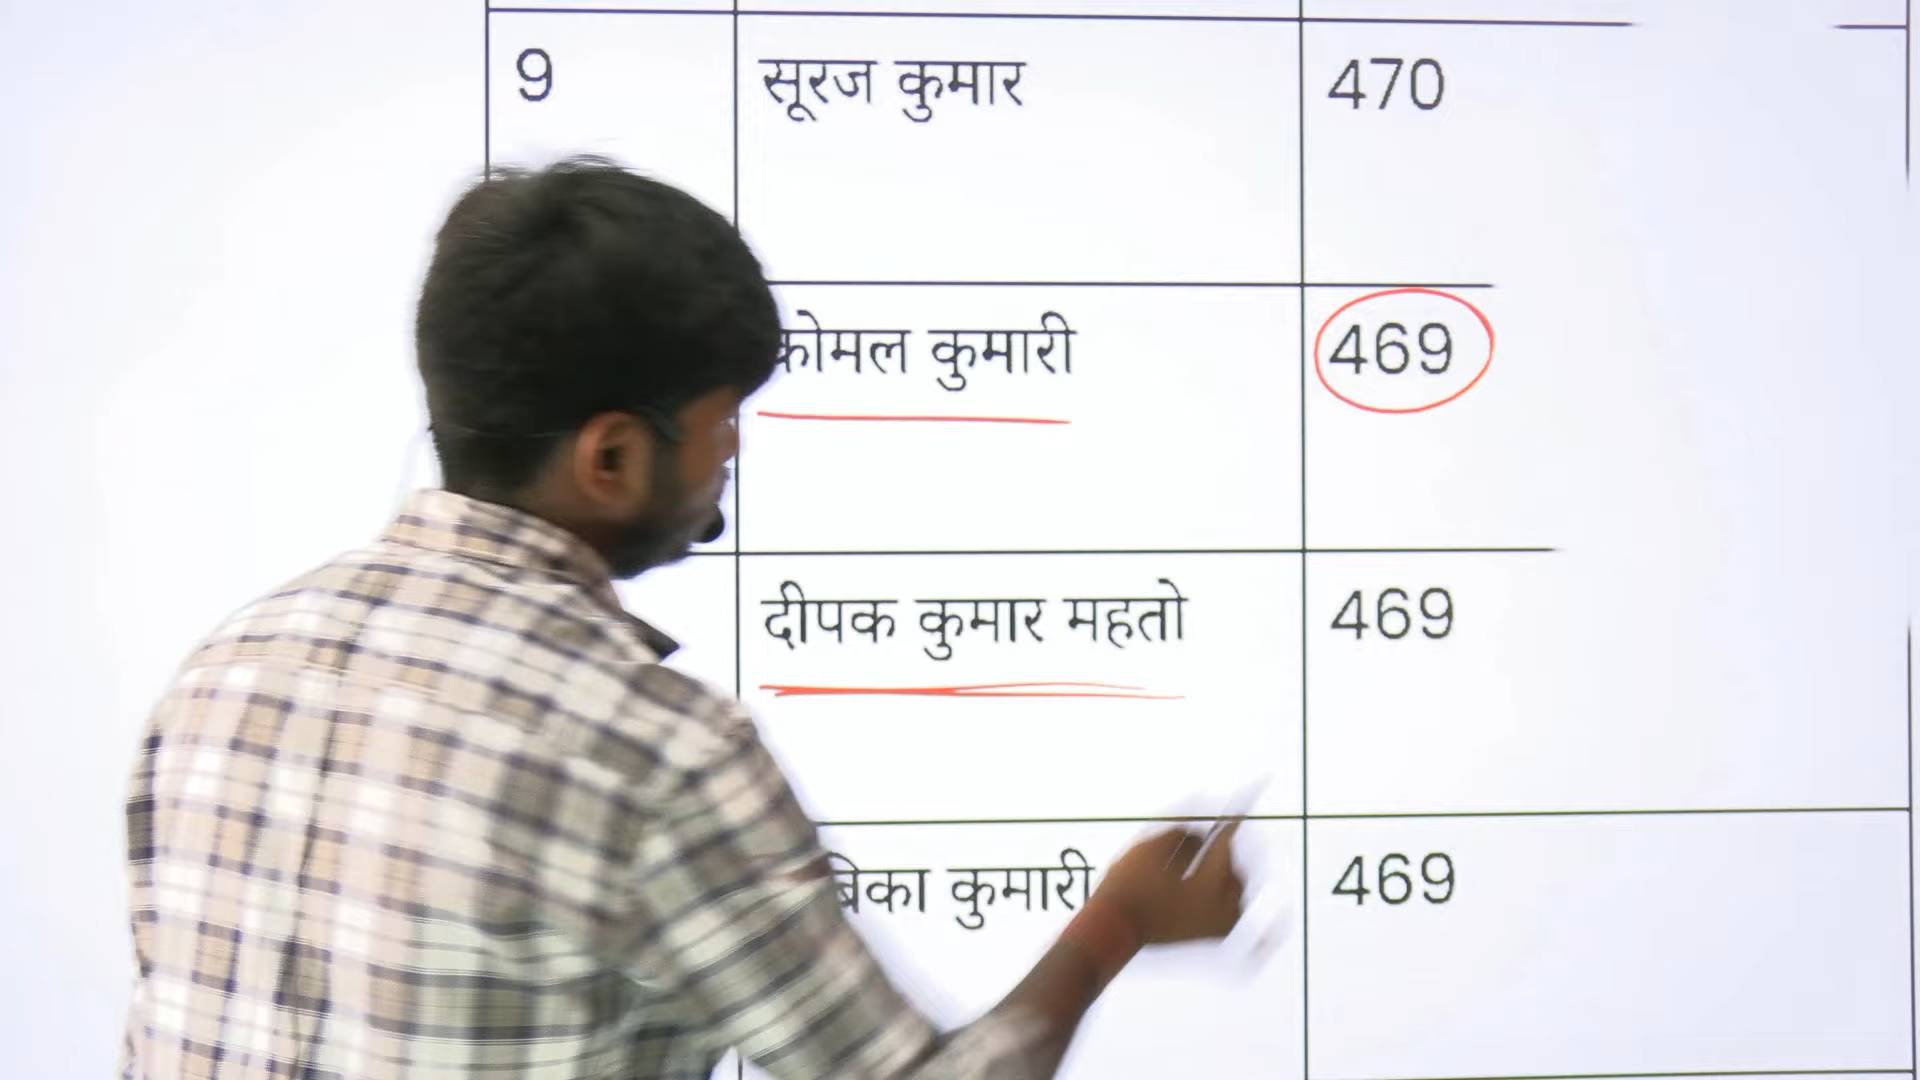 9 सूरज कुमार 470
कोमल कुमारी 469
दीपक कुमार महतो 469
कुमारी 469